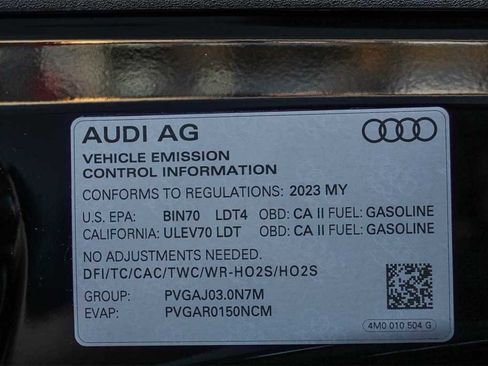 AUDI AG
VEHICLE EMISSION
CONTROL INFORMATION
CONFORMS TO REGULATIONS: 2023 MY
U.S. EPA: BIN70 LDT4 OBD: CA II FUEL: GASOLINE
CALIFORNIA: ULEV70 LDT OBD: CA II FUEL: GASOLINE
NO ADJUSTMENTS NEEDED.
DFI/TC/CAC/TWC/WR-HO2S/HO2S
GROUP: PVGAJ03.0N7M
EVAP: PVGAR0150NCM
4M0 010 504 G